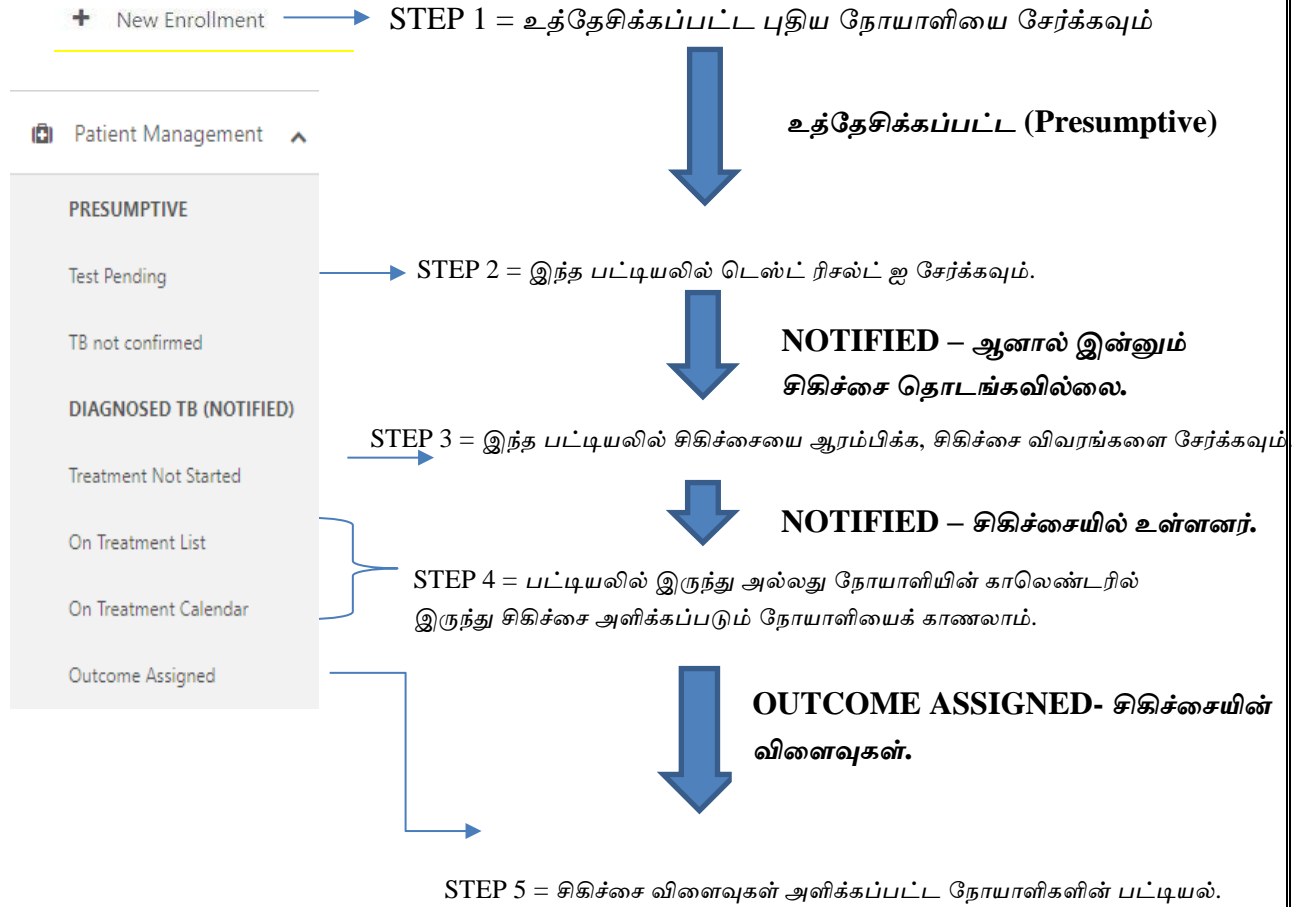 + New Enrollment
STEP 1 = உத்தேசிக்கப்பட்ட புதிய நோயாளியை சேர்க்கவும்
Patient Management
உத்தேசிக்கப்பட்ட (Presumptive)
PRESUMPTIVE
Test Pending
STEP 2 = இந்த பட்டியலில் டெஸ்ட் ரிசல்ட் ஐ சேர்க்கவும்.
TB not confirmed
NOTIFIED – ஆனால் இன்னும்
சிகிச்சை தொடங்கவில்லை.
DIAGNOSED TB (NOTIFIED)
STEP 3 = இந்த பட்டியலில் சிகிச்சையை ஆரம்பிக்க, சிகிச்சை விவரங்களை சேர்க்கவும்.
Treatment Not Started
NOTIFIED – சிகிச்சையில் உள்ளனர்.
On Treatment List
STEP 4 = பட்டியலில் இருந்து அல்லது நோயாளியின் காலெண்டரில்
இருந்து சிகிச்சை அளிக்கப்படும் நோயாளியைக் காணலாம்.
On Treatment Calendar
Outcome Assigned
OUTCOME ASSIGNED- சிகிச்சையின்
விளைவுகள்.
STEP 5 = சிகிச்சை விளைவுகள் அளிக்கப்பட்ட நோயாளிகளின் பட்டியல்.